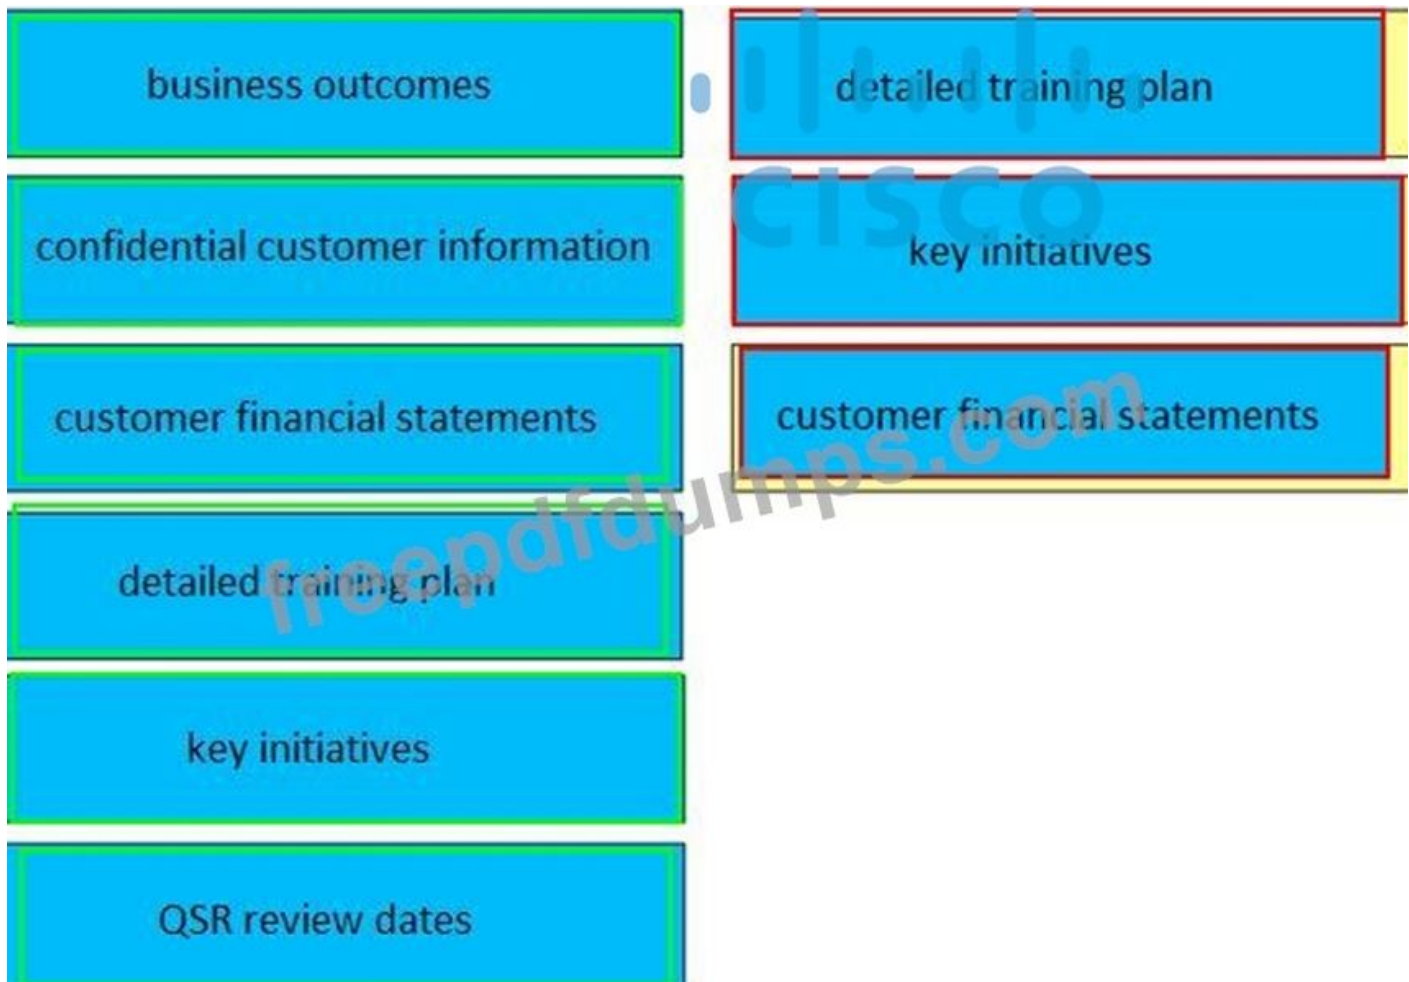 business outcomes
detailed training plan
CISCO
confidential customer information
key initiatives
customer financial statements
customer financial statements
freepdfdumps.com
detailed training plan
key initiatives
QSR review dates